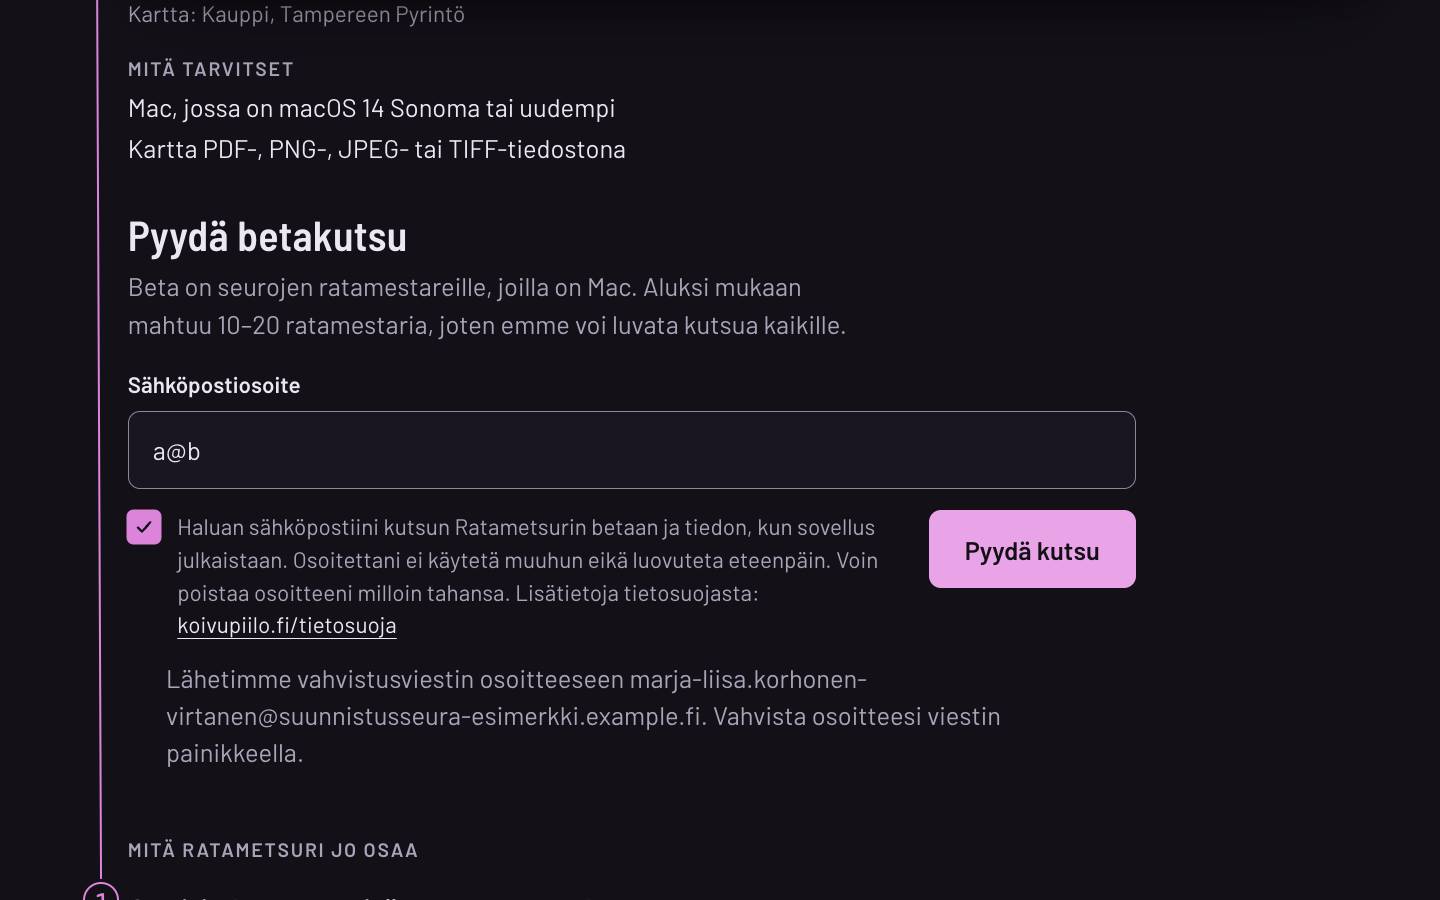 Kartta: Kauppi, Tampereen Pyrintö
MITÄ TARVITSET
Mac, jossa on macOS 14 Sonoma tai uudempi
Kartta PDF-, PNG-, JPEG- tai TIFF-tiedostona
Pyydä betakutsu
Beta on seurojen ratamestareille, joilla on Mac. Aluksi mukaan
mahtuu 10–20 ratamestaria, joten emme voi luvata kutsua kaikille.
Sähköpostiosoite
a@b
Haluan sähköpostiini kutsun Ratametsurin betaan ja tiedon, kun sovellus
julkaistaan. Osoitettani ei käytetä muuhun eikä luovuteta eteenpäin. Voin
poistaa osoitteeni milloin tahansa. Lisätietoja tietosuojasta:
koivupiilo.fi/tietosuoja
Pyydä kutsu
Lähetimme vahvistusviestin osoitteeseen marja-liisa.korhonen-
virtanen@suunnistusseura-esimerkki.example.fi. Vahvista osoitteesi viestin
painikkeella.
MITÄ RATAMETSURI JO OSAA
1